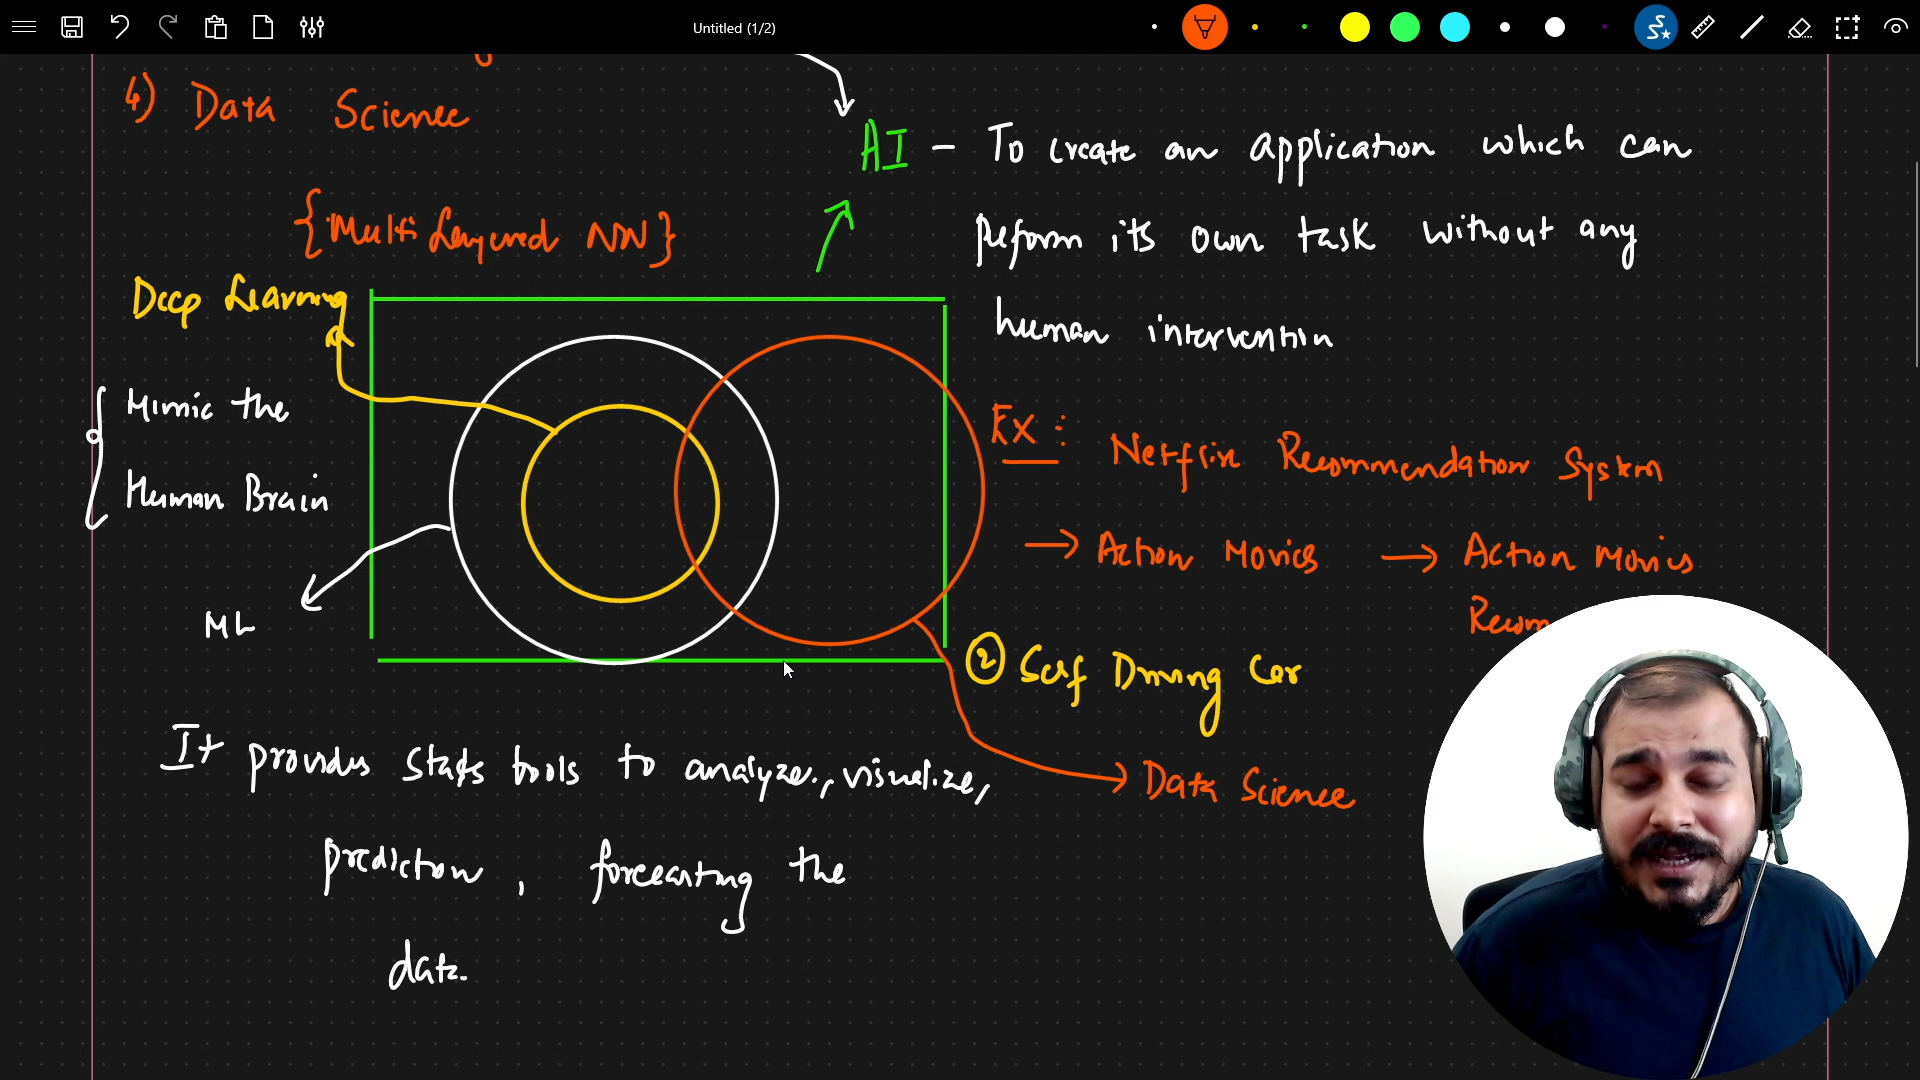 Untitled (1/2)
4) Data Science
AI - To create an application which can
peform its own task without any
human intervention
{Multi Layered NN}
Deep Learning
Mimic the
Human Brain
ML
Ex: Netflix Recommendation System
→ Action Movies → Action Movies
Recom
② Self Driving Car
→ Data Science
It provides stats tools to analyze, visualize,
prediction, forecasting the
data.